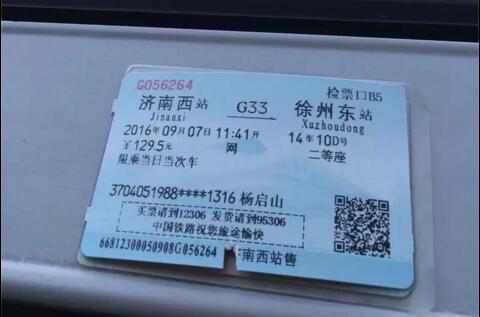 G056264
检票口B5
济南西站 G33 徐州东站
Jinanxi Xuzhoudong
2016年09月07日 11:41开 14车10D号
¥129.5元 网 二等座
限乘当日当次车
3704051988****1316 杨启山
买票请到12306 发货请到95306
中国铁路祝您旅途愉快
66812300050908G056264 南西站售